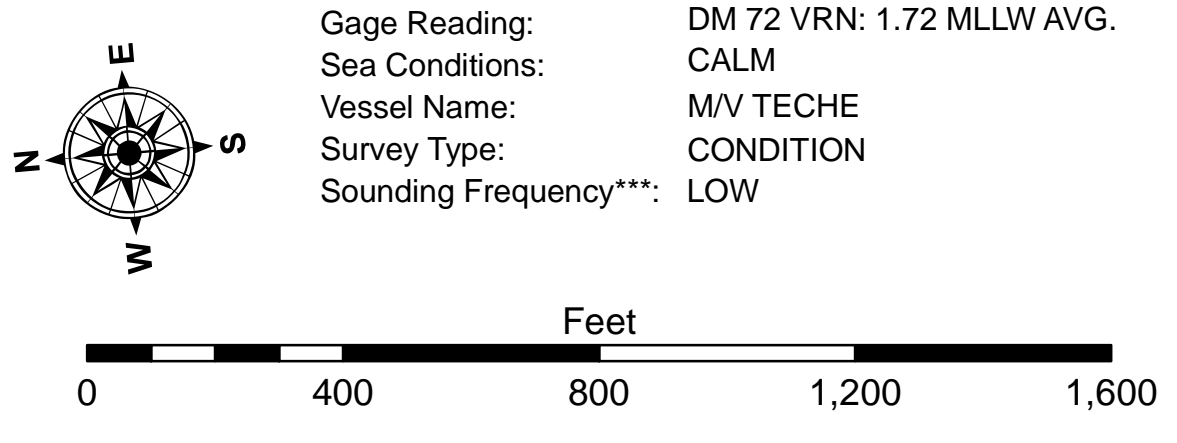 E
N
S
W
Gage Reading: DM 72 VRN: 1.72 MLLW AVG.
Sea Conditions: CALM
Vessel Name: M/V TECHE
Survey Type: CONDITION
Sounding Frequency***: LOW
Feet
0 400 800 1,200 1,600